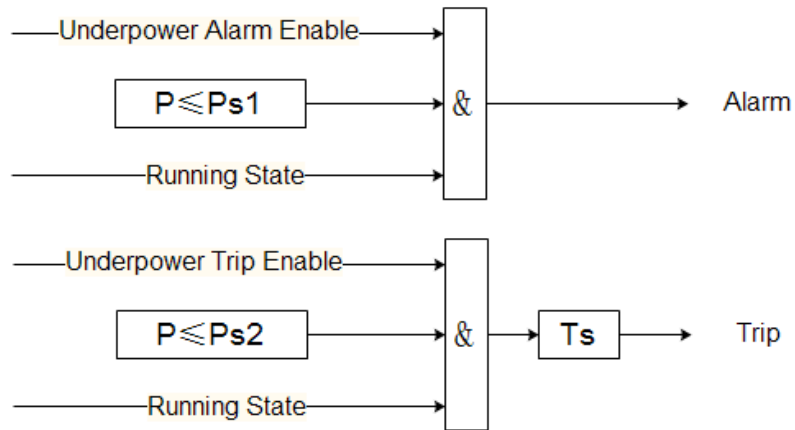 Underpower Alarm Enable
P≤Ps1
&
Alarm
Running State
Underpower Trip Enable
P≤Ps2
&
Ts
Trip
Running State